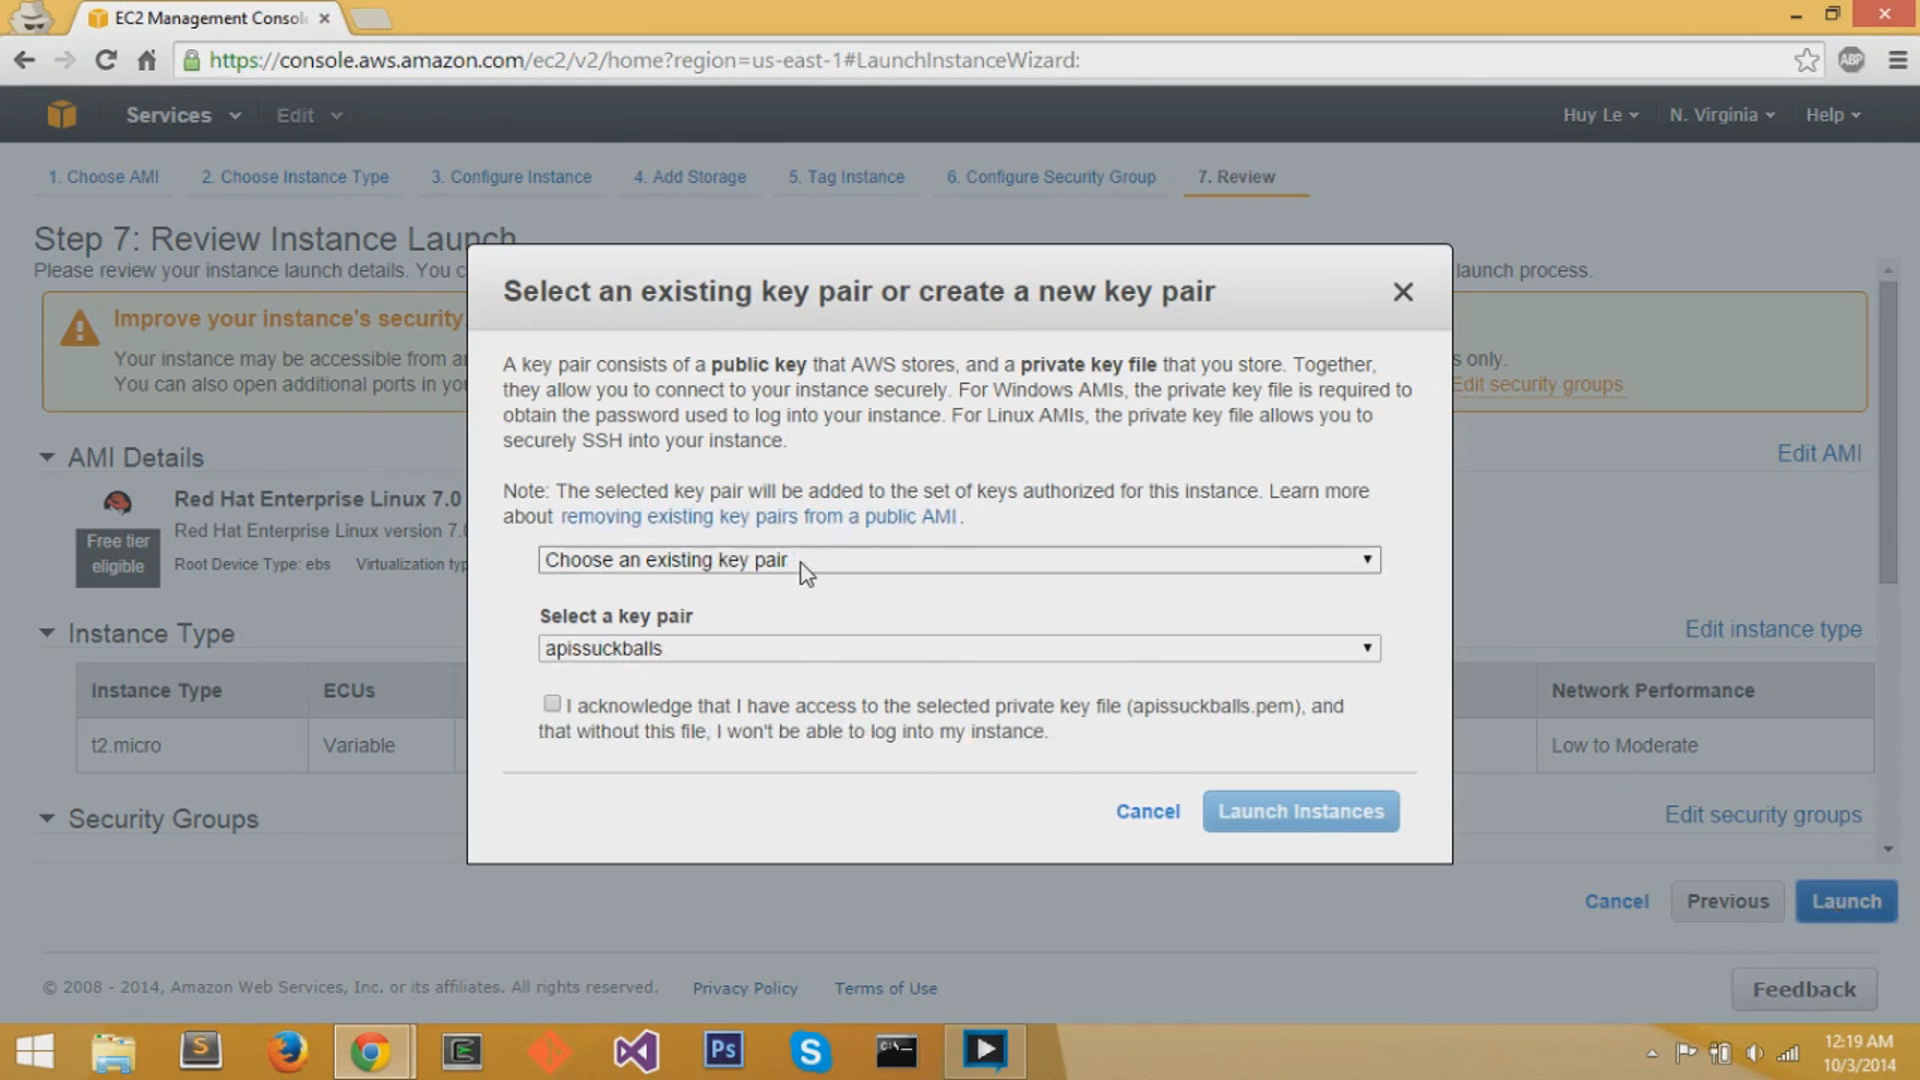 EC2 Management Consol
https://console.aws.amazon.com/ec2/v2/home?region=us-east-1#LaunchInstanceWizard:
ABP
Services Edit Huy Le N. Virginia Help
1. Choose AMI 2. Choose Instance Type 3. Configure Instance 4. Add Storage 5. Tag Instance 6. Configure Security Group 7. Review
Step 7: Review Instance Launch
Please review your instance launch details. You c launch process.
Improve your instance's security.
Your instance may be accessible from a s only.
You can also open additional ports in you Edit security groups
AMI Details Edit AMI
Red Hat Enterprise Linux 7.0
Free tier
eligible
Red Hat Enterprise Linux version 7.0
Root Device Type: ebs Virtualization typ
Instance Type Edit instance type
Instance Type ECUs Network Performance
t2.micro Variable Low to Moderate
Security Groups Edit security groups
Select an existing key pair or create a new key pair
A key pair consists of a public key that AWS stores, and a private key file that you store. Together,
they allow you to connect to your instance securely. For Windows AMIs, the private key file is required to
obtain the password used to log into your instance. For Linux AMIs, the private key file allows you to
securely SSH into your instance.
Note: The selected key pair will be added to the set of keys authorized for this instance. Learn more
about removing existing key pairs from a public AMI.
Choose an existing key pair
Select a key pair
apissuckballs
I acknowledge that I have access to the selected private key file (apissuckballs.pem), and
that without this file, I won't be able to log into my instance.
Cancel Launch Instances
Cancel Previous Launch
© 2008 - 2014, Amazon Web Services, Inc. or its affiliates. All rights reserved. Privacy Policy Terms of Use
Feedback
S
Ps
S
C:\-
12:19 AM
10/3/2014